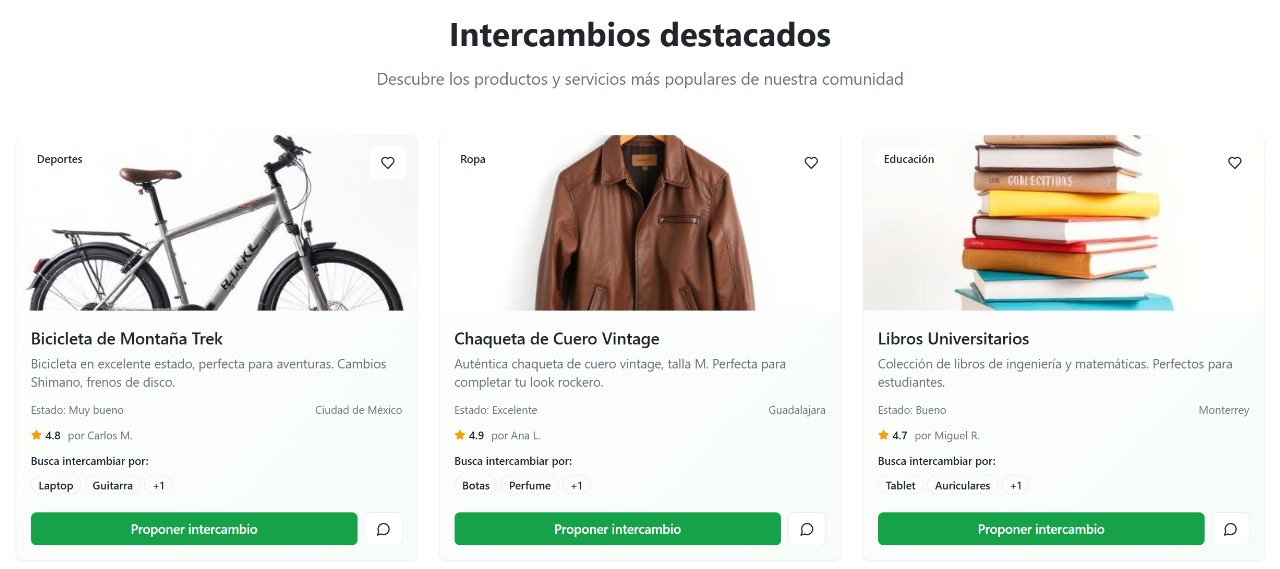 Intercambios destacados
Descubre los productos y servicios más populares de nuestra comunidad
Deportes
Bicicleta de Montaña Trek
Bicicleta en excelente estado, perfecta para aventuras. Cambios
Shimano, frenos de disco.
Estado: Muy bueno Ciudad de México
4.8 por Carlos M.
Busca intercambiar por:
Laptop Guitarra +1
Proponer intercambio
Ropa
Chaqueta de Cuero Vintage
Auténtica chaqueta de cuero vintage, talla M. Perfecta para
completar tu look rockero.
Estado: Excelente Guadalajara
4.9 por Ana L.
Busca intercambiar por:
Botas Perfume +1
Proponer intercambio
Educación
Libros Universitarios
Colección de libros de ingeniería y matemáticas. Perfectos para
estudiantes.
Estado: Bueno Monterrey
4.7 por Miguel R.
Busca intercambiar por:
Tablet Auriculares +1
Proponer intercambio